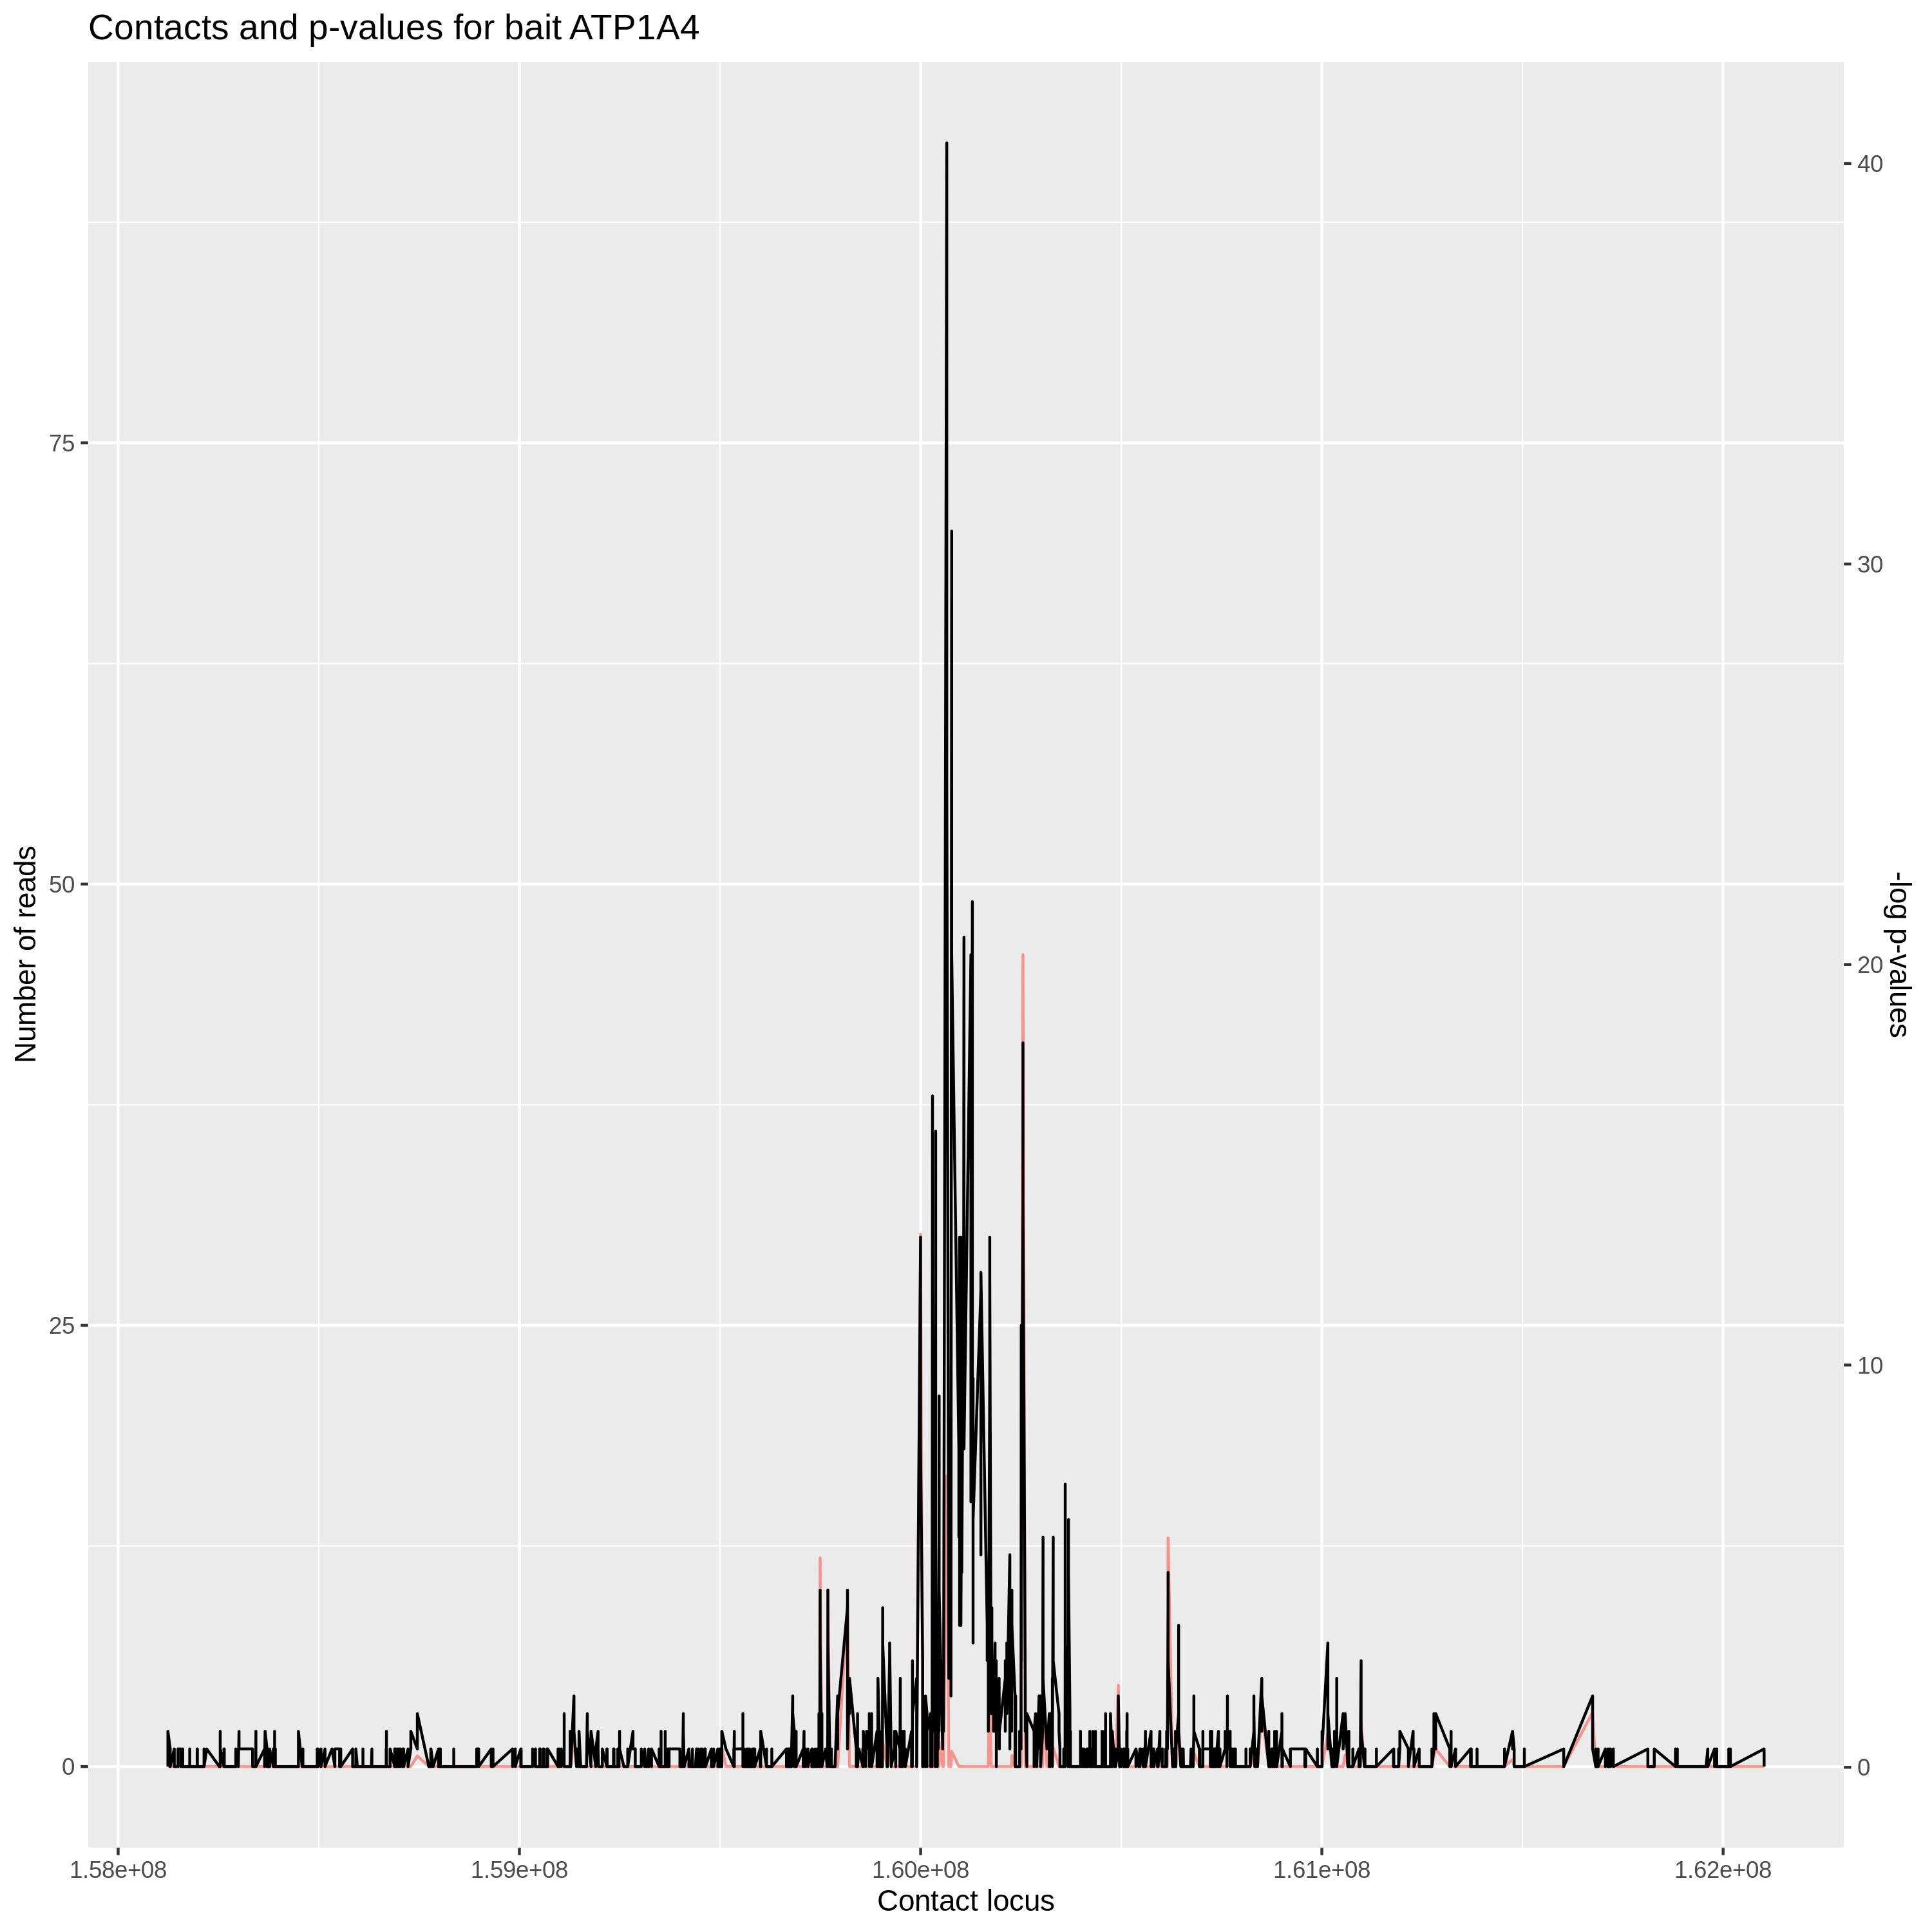 Contacts and p-values for bait ATP1A4
Number of reads
75
50
25
0
40
30
20
10
0
-log p-values
1.58e+08 1.59e+08 1.60e+08 1.61e+08 1.62e+08
Contact locus